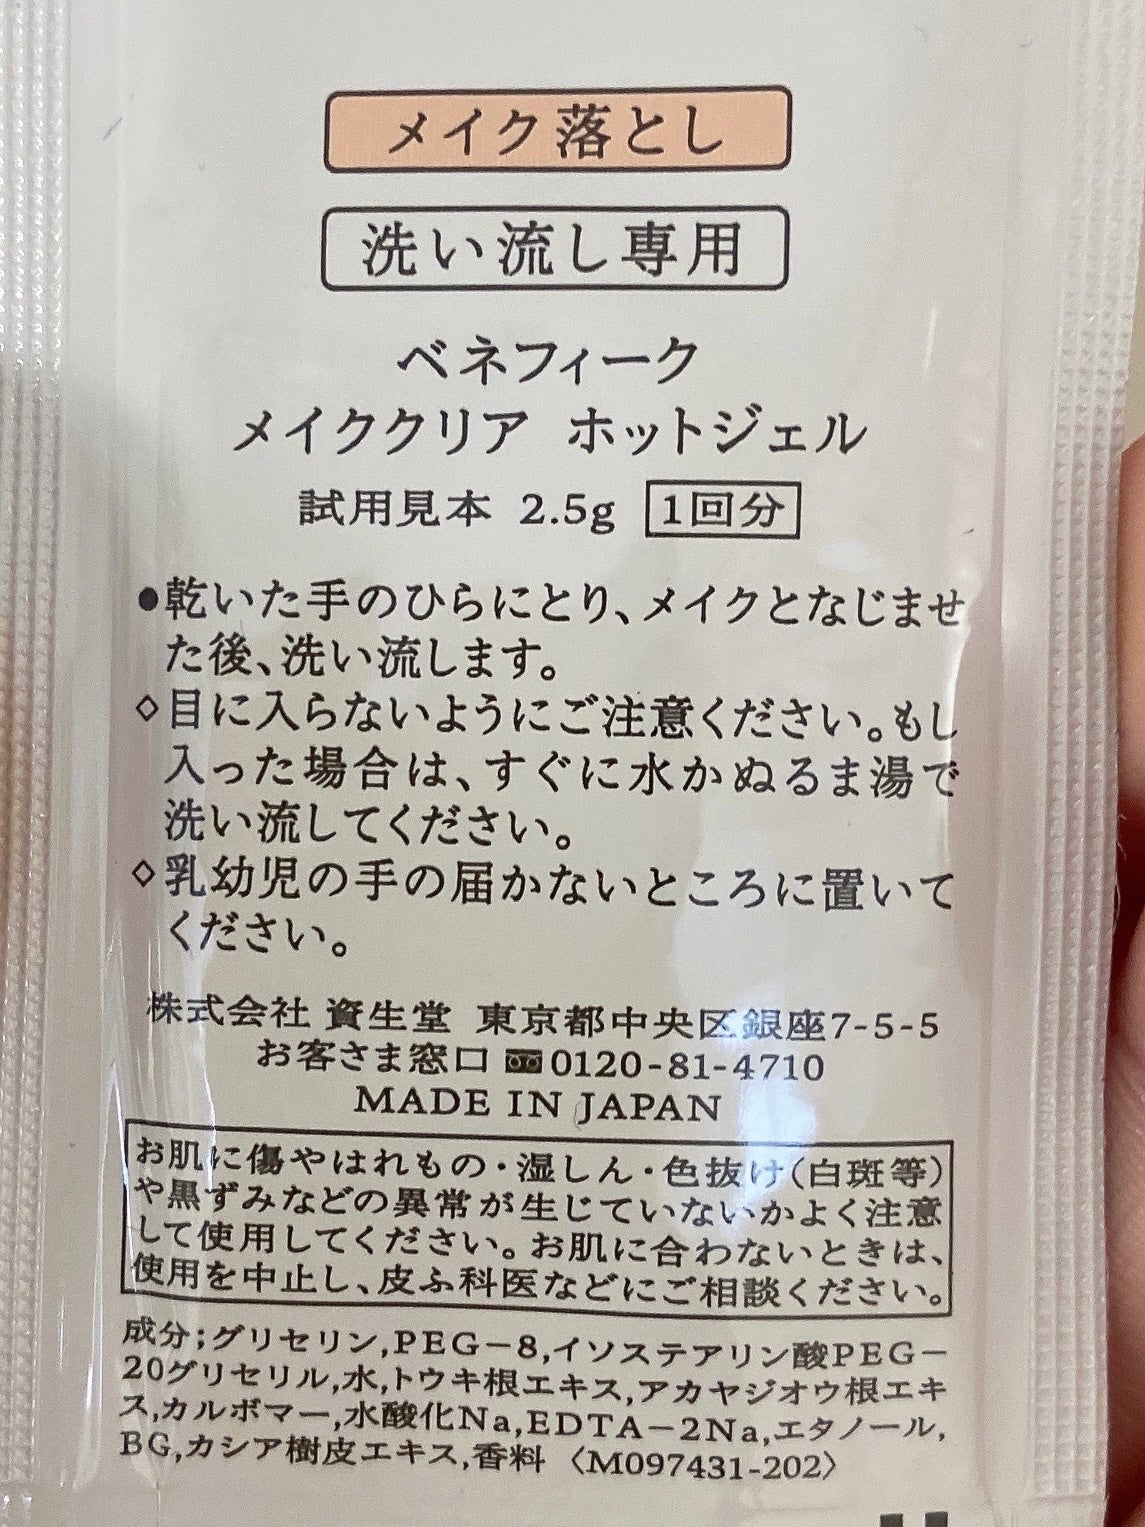 メイク落とし
洗い流し専用
ベネフィーク
メイククリア ホットジェル
試用見本 2.5g 1回分
●乾いた手のひらにとり、メイクとなじませ
た後、洗い流します。
◇目に入らないようにご注意ください。もし
入った場合は、すぐに水かぬるま湯で
洗い流してください。
◇乳幼児の手の届かないところに置いて
ください。
株式会社 資生堂 東京都中央区銀座7-5-5
お客さま窓口 0120-81-4710
MADE IN JAPAN
お肌に傷やはれもの・湿しん・色抜け(白斑等)
や黒ずみなどの異常が生じていないかよく注意
して使用してください。お肌に合わないときは、
使用を中止し、皮ふ科医などにご相談ください。
成分;グリセリン,PEG-8,イソステアリン酸PEG-
20グリセリル,水,トウキ根エキス,アカヤジオウ根エキ
ス,カルボマー,水酸化Na,EDTA-2Na,エタノール,
BG,カシア樹皮エキス,香料 〈M097431-202〉